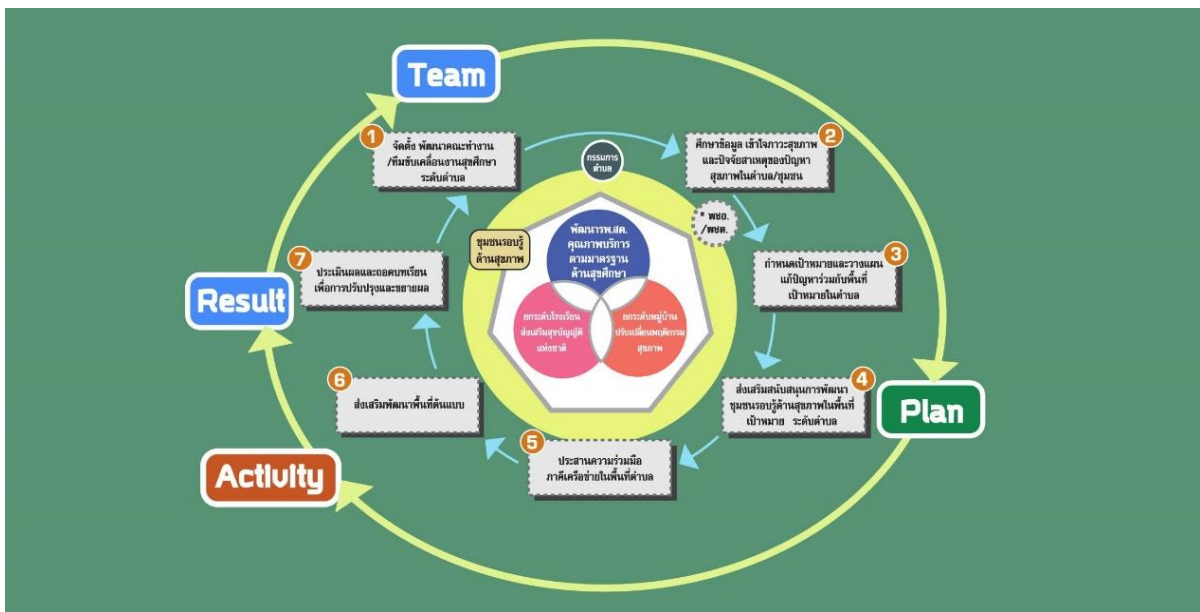 Team
1
จัดตั้ง พัฒนาคณะทำงาน
/ทีมขับเคลื่อนงานสุขศึกษา
ระดับตำบล
กรรมการ
ตำบล
2
ศึกษาข้อมูล เข้าใจภาวะสุขภาพ
และปัจจัยสาเหตุของปัญหา
สุขภาพในตำบล/ชุมชน
* พชอ.
/พชต.
ชุมชนรอบรู้
ด้านสุขภาพ
พัฒนารพ.สต.
คุณภาพบริการ
ตามมาตรฐาน
ด้านสุขศึกษา
ยกระดับโรงเรียน
ส่งเสริมสุขบัญญัติ
แห่งชาติ
ยกระดับหมู่บ้าน
ปรับเปลี่ยนพฤติกรรม
สุขภาพ
3
กำหนดเป้าหมายและวางแผน
แก้ปัญหาร่วมกับพื้นที่
เป้าหมายในตำบล
Plan
4
ส่งเสริมสนับสนุนการพัฒนา
ชุมชนรอบรู้ด้านสุขภาพในพื้นที่
เป้าหมาย ระดับตำบล
5
ประสานความร่วมมือ
ภาคีเครือข่ายในพื้นที่ตำบล
Activity
6
ส่งเสริมพัฒนาพื้นที่ต้นแบบ
Result
7
ประเมินผลและถอดบทเรียน
เพื่อการปรับปรุงและขยายผล